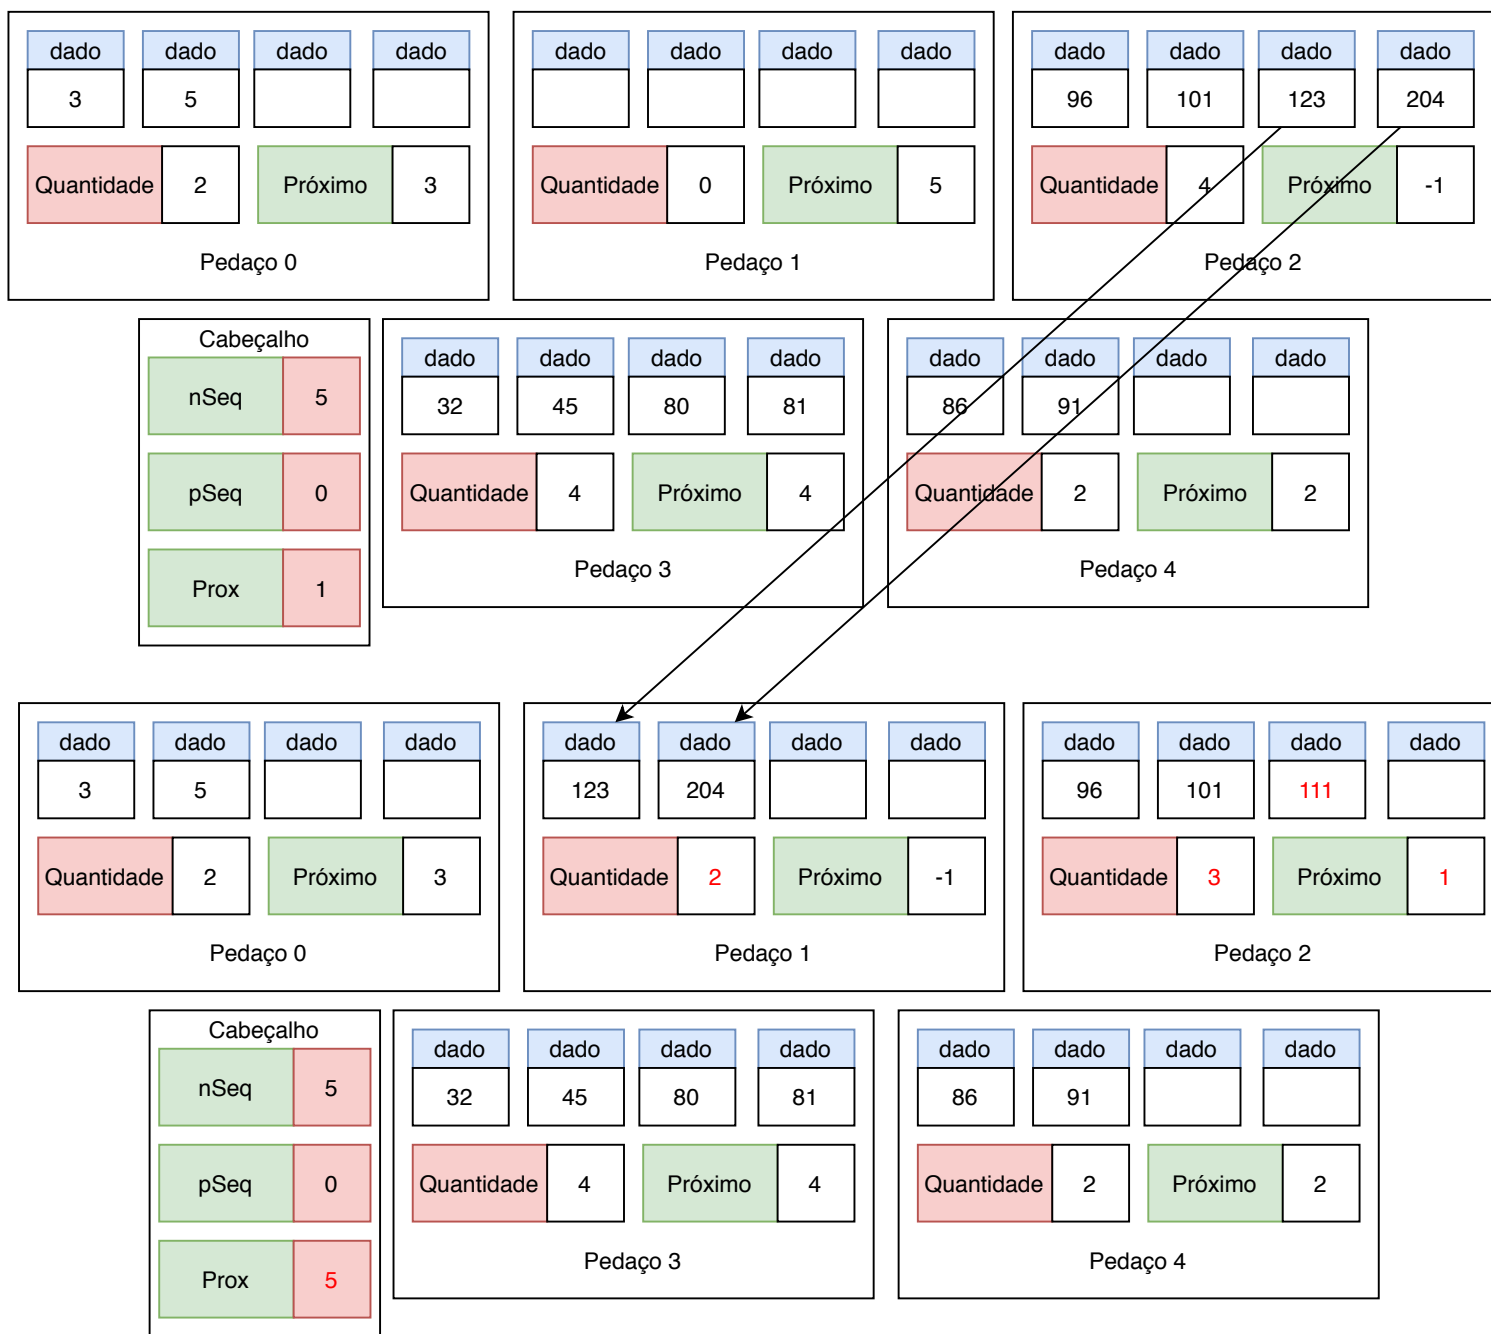 dado dado dado dado
3 5
Quantidade 2 Próximo 3
Pedaço 0
dado dado dado dado
Quantidade 0 Próximo 5
Pedaço 1
dado dado dado dado
96 101 123 204
Quantidade 4 Próximo -1
Pedaço 2
Cabeçalho
nSeq 5
pSeq 0
Prox 1
dado dado dado dado
32 45 80 81
Quantidade 4 Próximo 4
Pedaço 3
dado dado dado dado
86 91
Quantidade 2 Próximo 2
Pedaço 4
dado dado dado dado
3 5
Quantidade 2 Próximo 3
Pedaço 0
dado dado dado dado
123 204
Quantidade 2 Próximo -1
Pedaço 1
dado dado dado dado
96 101 111
Quantidade 3 Próximo 1
Pedaço 2
Cabeçalho
nSeq 5
pSeq 0
Prox 5
dado dado dado dado
32 45 80 81
Quantidade 4 Próximo 4
Pedaço 3
dado dado dado dado
86 91
Quantidade 2 Próximo 2
Pedaço 4